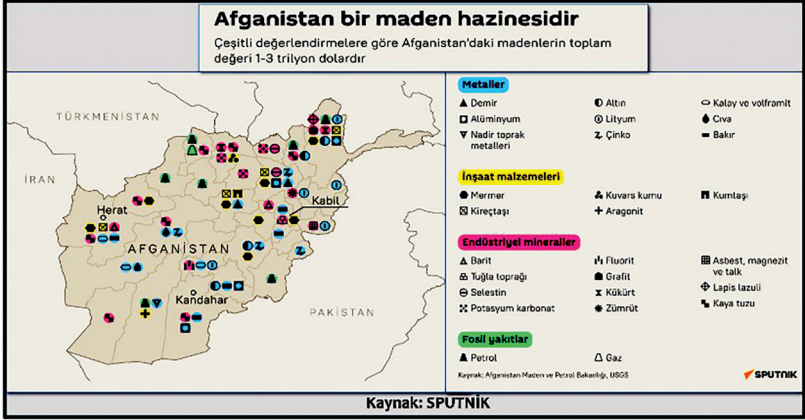 Afganistan bir maden hazinesidir
Çeşitli değerlendirmelere göre Afganistan'daki madenlerin toplam
değeri 1-3 trilyon dolardır
TÜRKMENİSTAN
İRAN
Herat
Kabil
AFGANİSTAN
Kandahar
PAKİSTAN
Metaller
Demir
Altın
Kalay ve volframit
Alüminyum
Lityum
Cıva
Nadir toprak
metalleri
Çinko
Bakır
İnşaat malzemeleri
Mermer
Kuvars kumu
Kumtaşı
Kireçtaşı
Aragonit
Endüstriyel mineraller
Barit
Fluorit
Asbest, magnezit
ve talk
Tuğla toprağı
Grafit
Selestin
Kükürt
Lapis lazuli
Potasyum karbonat
Zümrüt
Kaya tuzu
Fosil yakıtlar
Petrol
Gaz
Kaynak: Afganistan Maden ve Petrol Bakanlığı, USGS
SPUTNIK
Kaynak: SPUTNİK